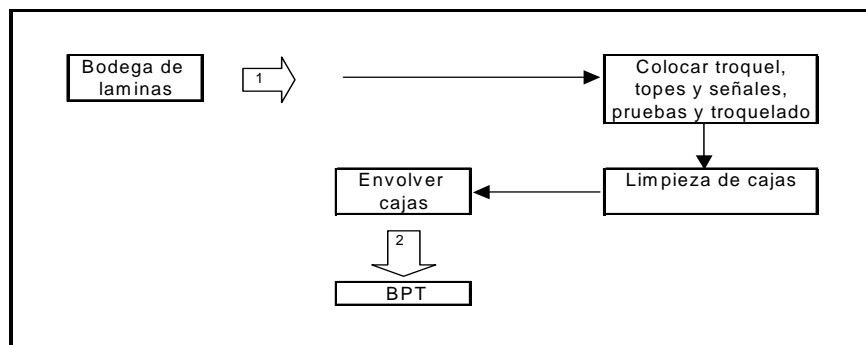 Bodega de
laminas
1
Colocar troquel,
topes y señales,
pruebas y troquelado
Limpieza de cajas
Envolver
cajas
2
BPT